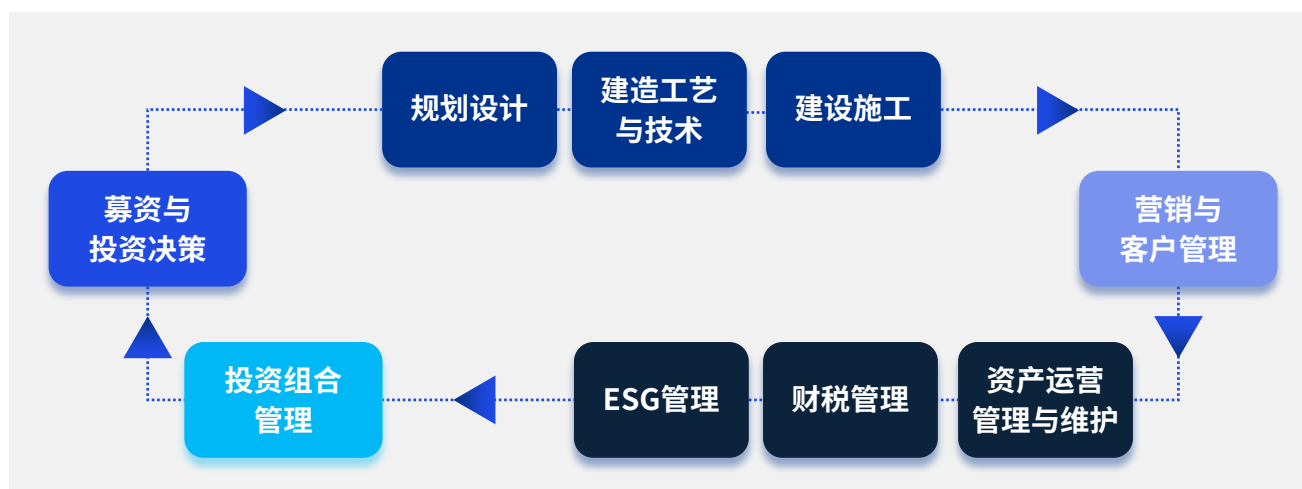 规划设计
建造工艺
与技术
建设施工
募资与
投资决策
营销与
客户管理
投资组合
管理
ESG管理
财税管理
资产运营
管理与维护